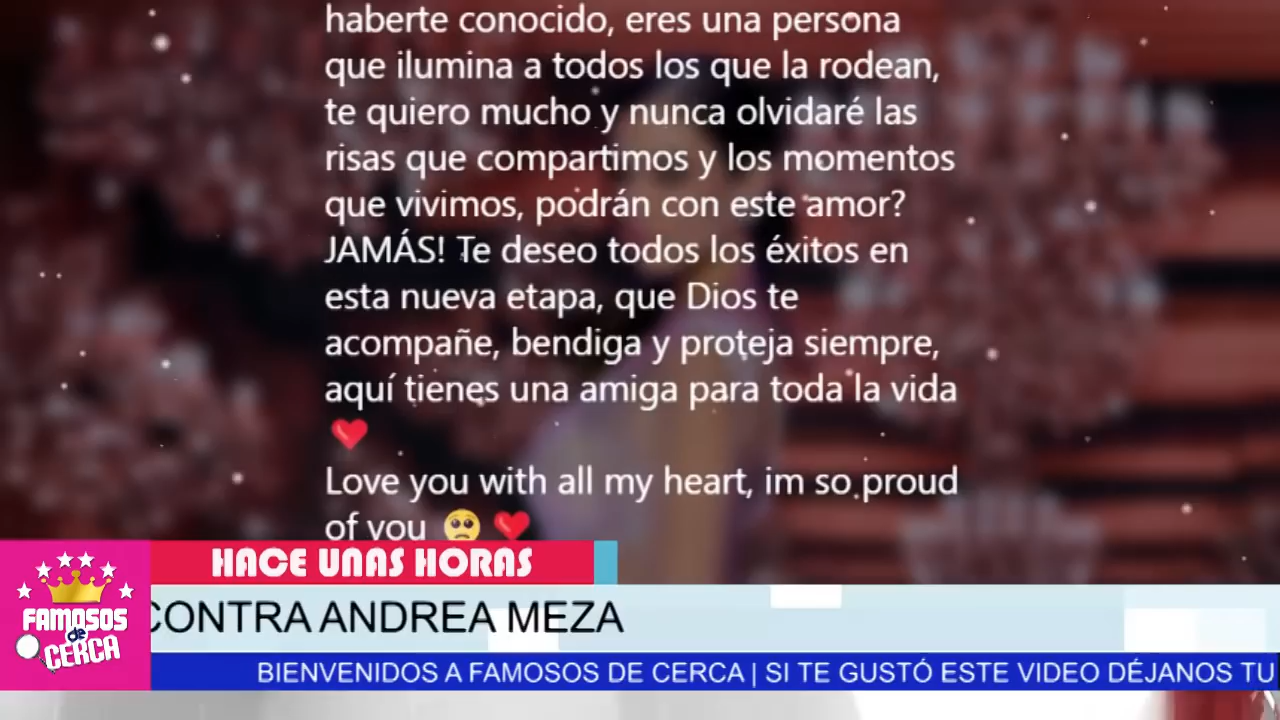 haberte conocido, eres una persona
que ilumina a todos los que la rodean,
te quiero mucho y nunca olvidaré las
risas que compartimos y los momentos
que vivimos, podrán con este amor?
JAMÁS! Te deseo todos los éxitos en
esta nueva etapa, que Dios te
acompañe, bendiga y proteja siempre,
aquí tienes una amiga para toda la vida
❤️
Love you with all my heart, im so proud
of you 🥺 ❤️
HACE UNAS HORAS
CONTRA ANDREA MEZA
FAMOSOS
de
CERCA
BIENVENIDOS A FAMOSOS DE CERCA | SI TE GUSTÓ ESTE VIDEO DÉJANOS TU